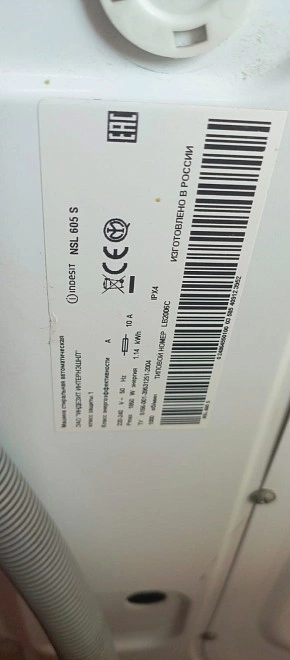 EAC
indesit NSL 605 S
Машина стиральная автоматическая
ЗАО "ИНДЕЗИТ ИНТЕРНЭШНЛ"
класс защиты 1
Класс энергоэффективности A
220-240 V ~ 50 Hz 10 A
Pmax 1850 W энергия 1.14 kWh
IPX4
ТИПОВОЙ НОМЕР LB2006C
ИЗГОТОВЛЕНО В РОССИИ